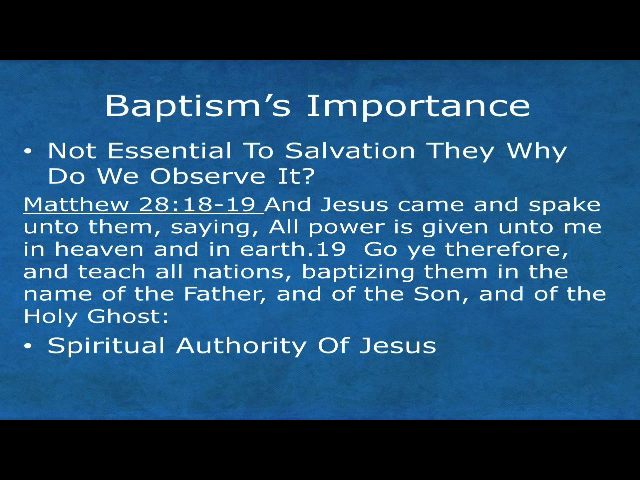 Baptism’s Importance
• Not Essential To Salvation They Why
Do We Observe It?
Matthew 28:18-19 And Jesus came and spake
unto them, saying, All power is given unto me
in heaven and in earth.19  Go ye therefore,
and teach all nations, baptizing them in the
name of the Father, and of the Son, and of the
Holy Ghost:
• Spiritual Authority Of Jesus